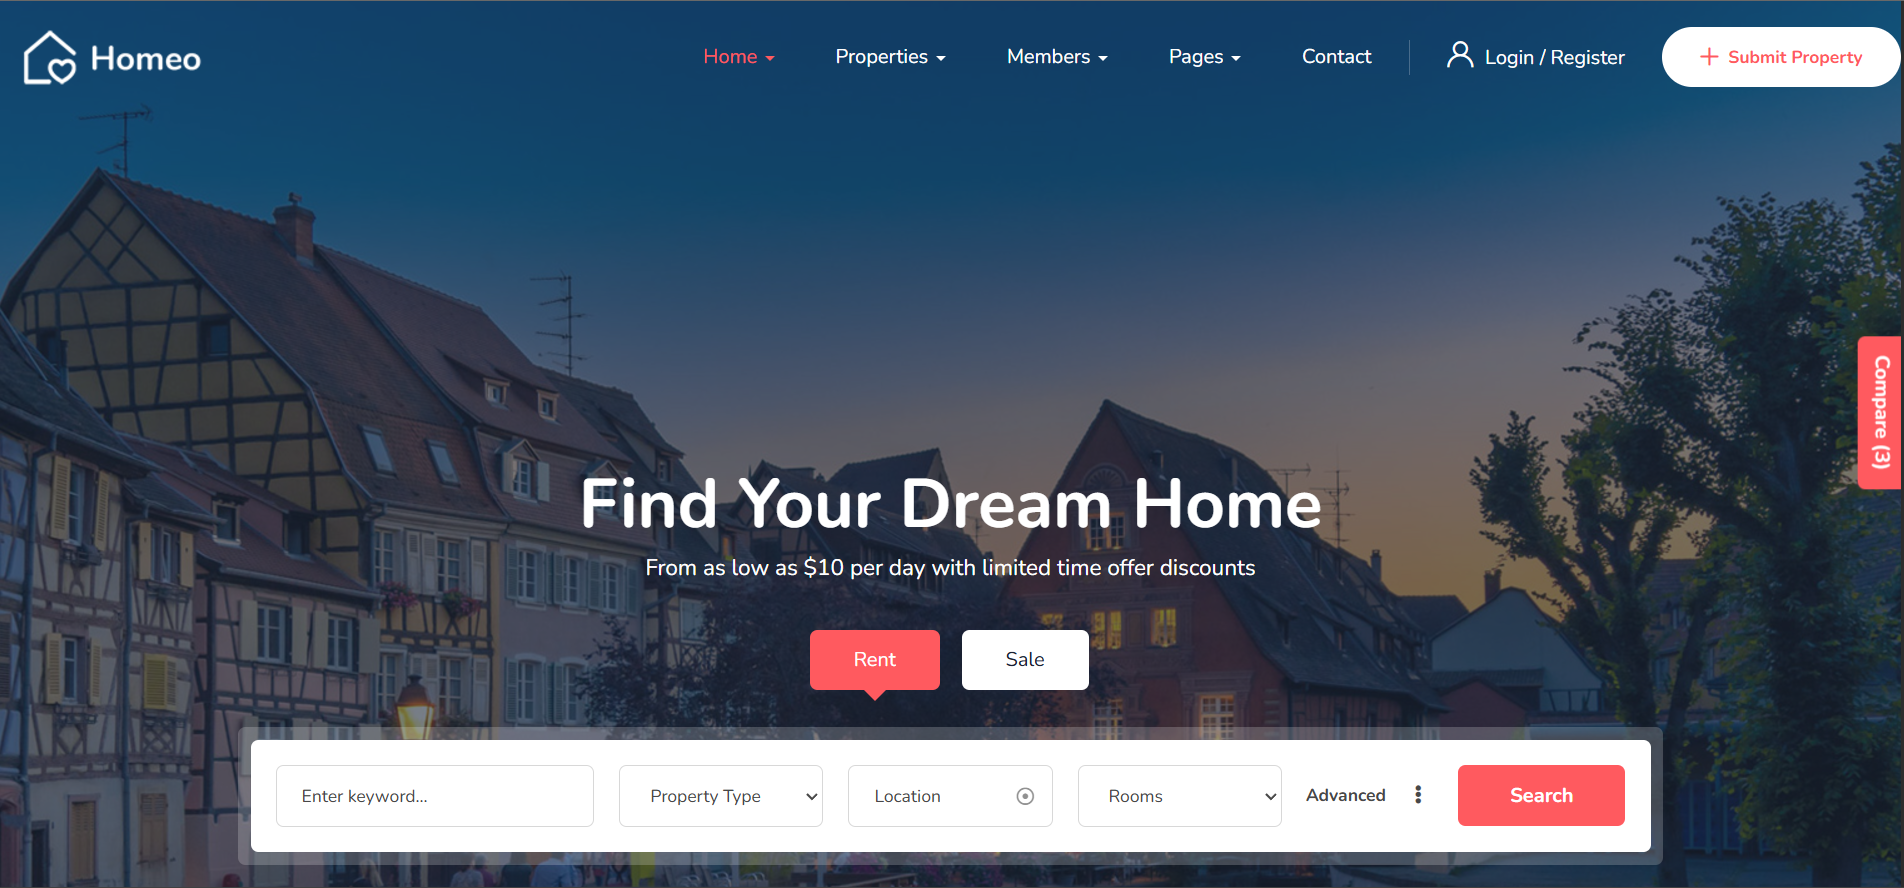 Homeo
Home
Properties
Members
Pages
Contact
Login / Register
Submit Property
Compare (3)
Find Your Dream Home
From as low as $10 per day with limited time offer discounts
Rent
Sale
Enter keyword...
Property Type
Location
Rooms
Advanced
Search